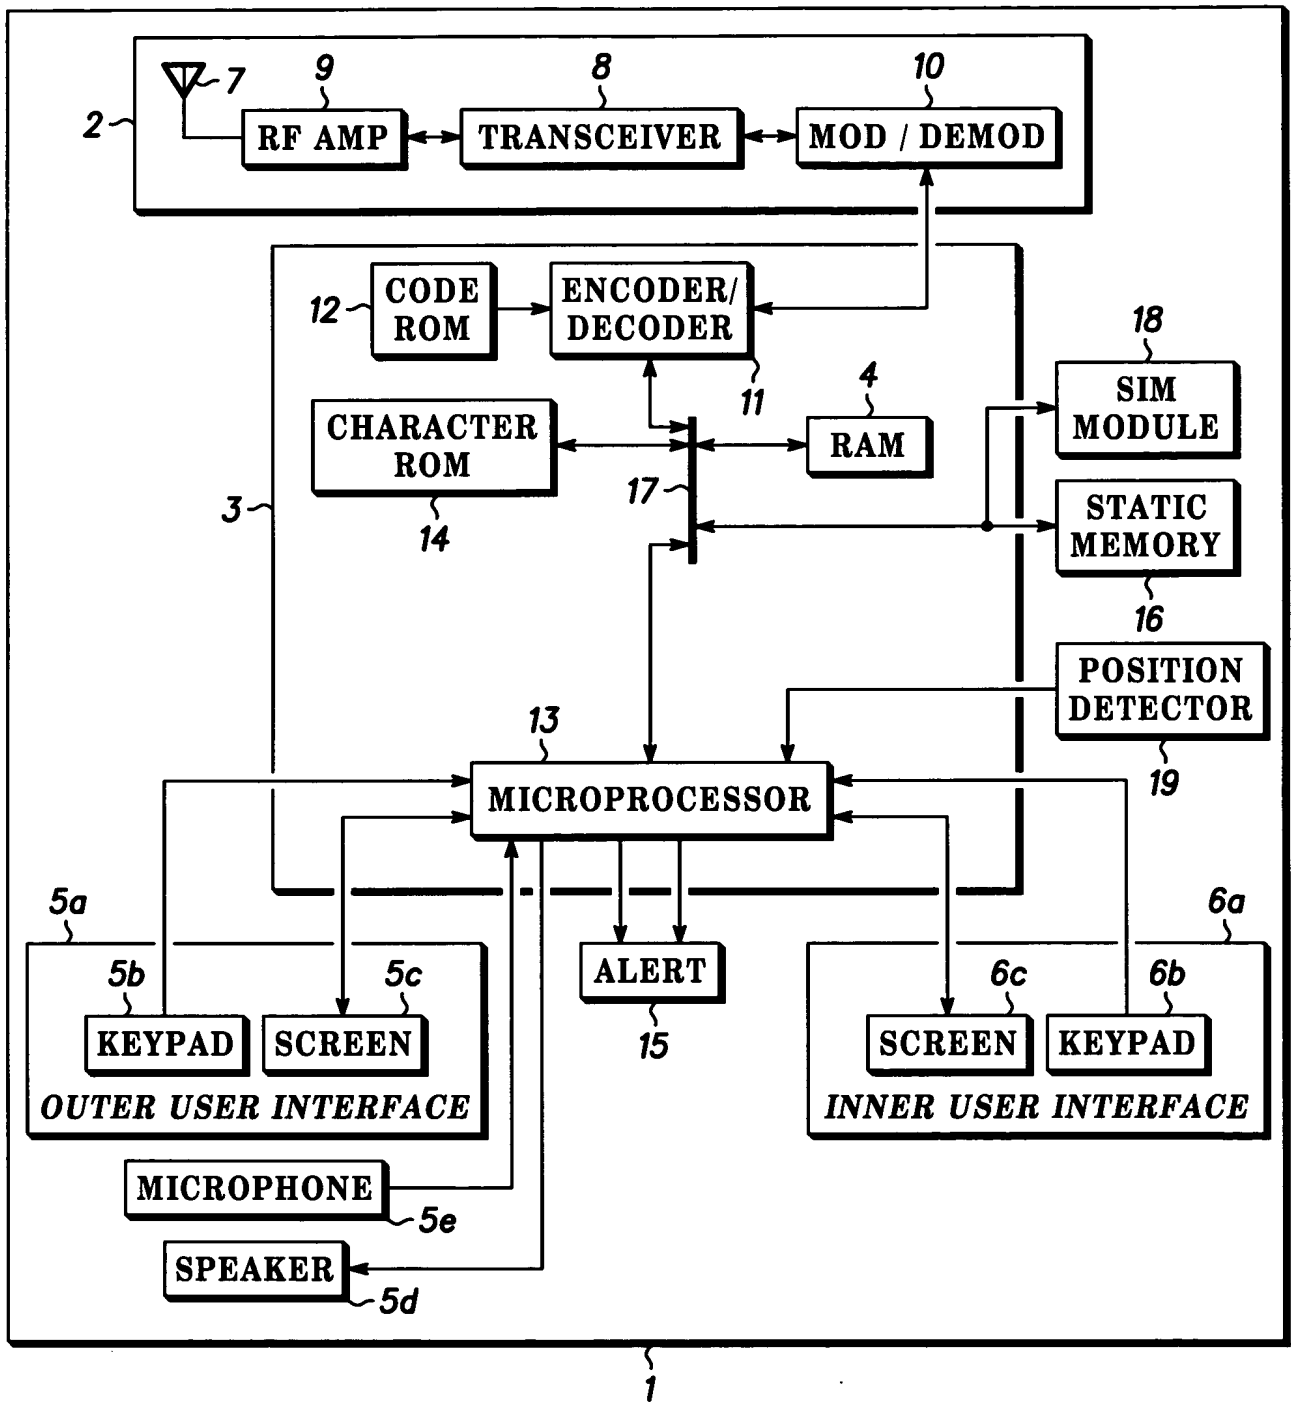 7
9
8
10
2
RF AMP
TRANSCEIVER
MOD / DEMOD
12
CODE
ROM
ENCODER/
DECODER
11
18
SIM
MODULE
4
RAM
CHARACTER
ROM
14
17
3
STATIC
MEMORY
16
POSITION
DETECTOR
19
13
MICROPROCESSOR
5a
6a
5b
5c
ALERT
15
6c
6b
KEYPAD
SCREEN
SCREEN
KEYPAD
OUTER USER INTERFACE
INNER USER INTERFACE
MICROPHONE
5e
SPEAKER
5d
1